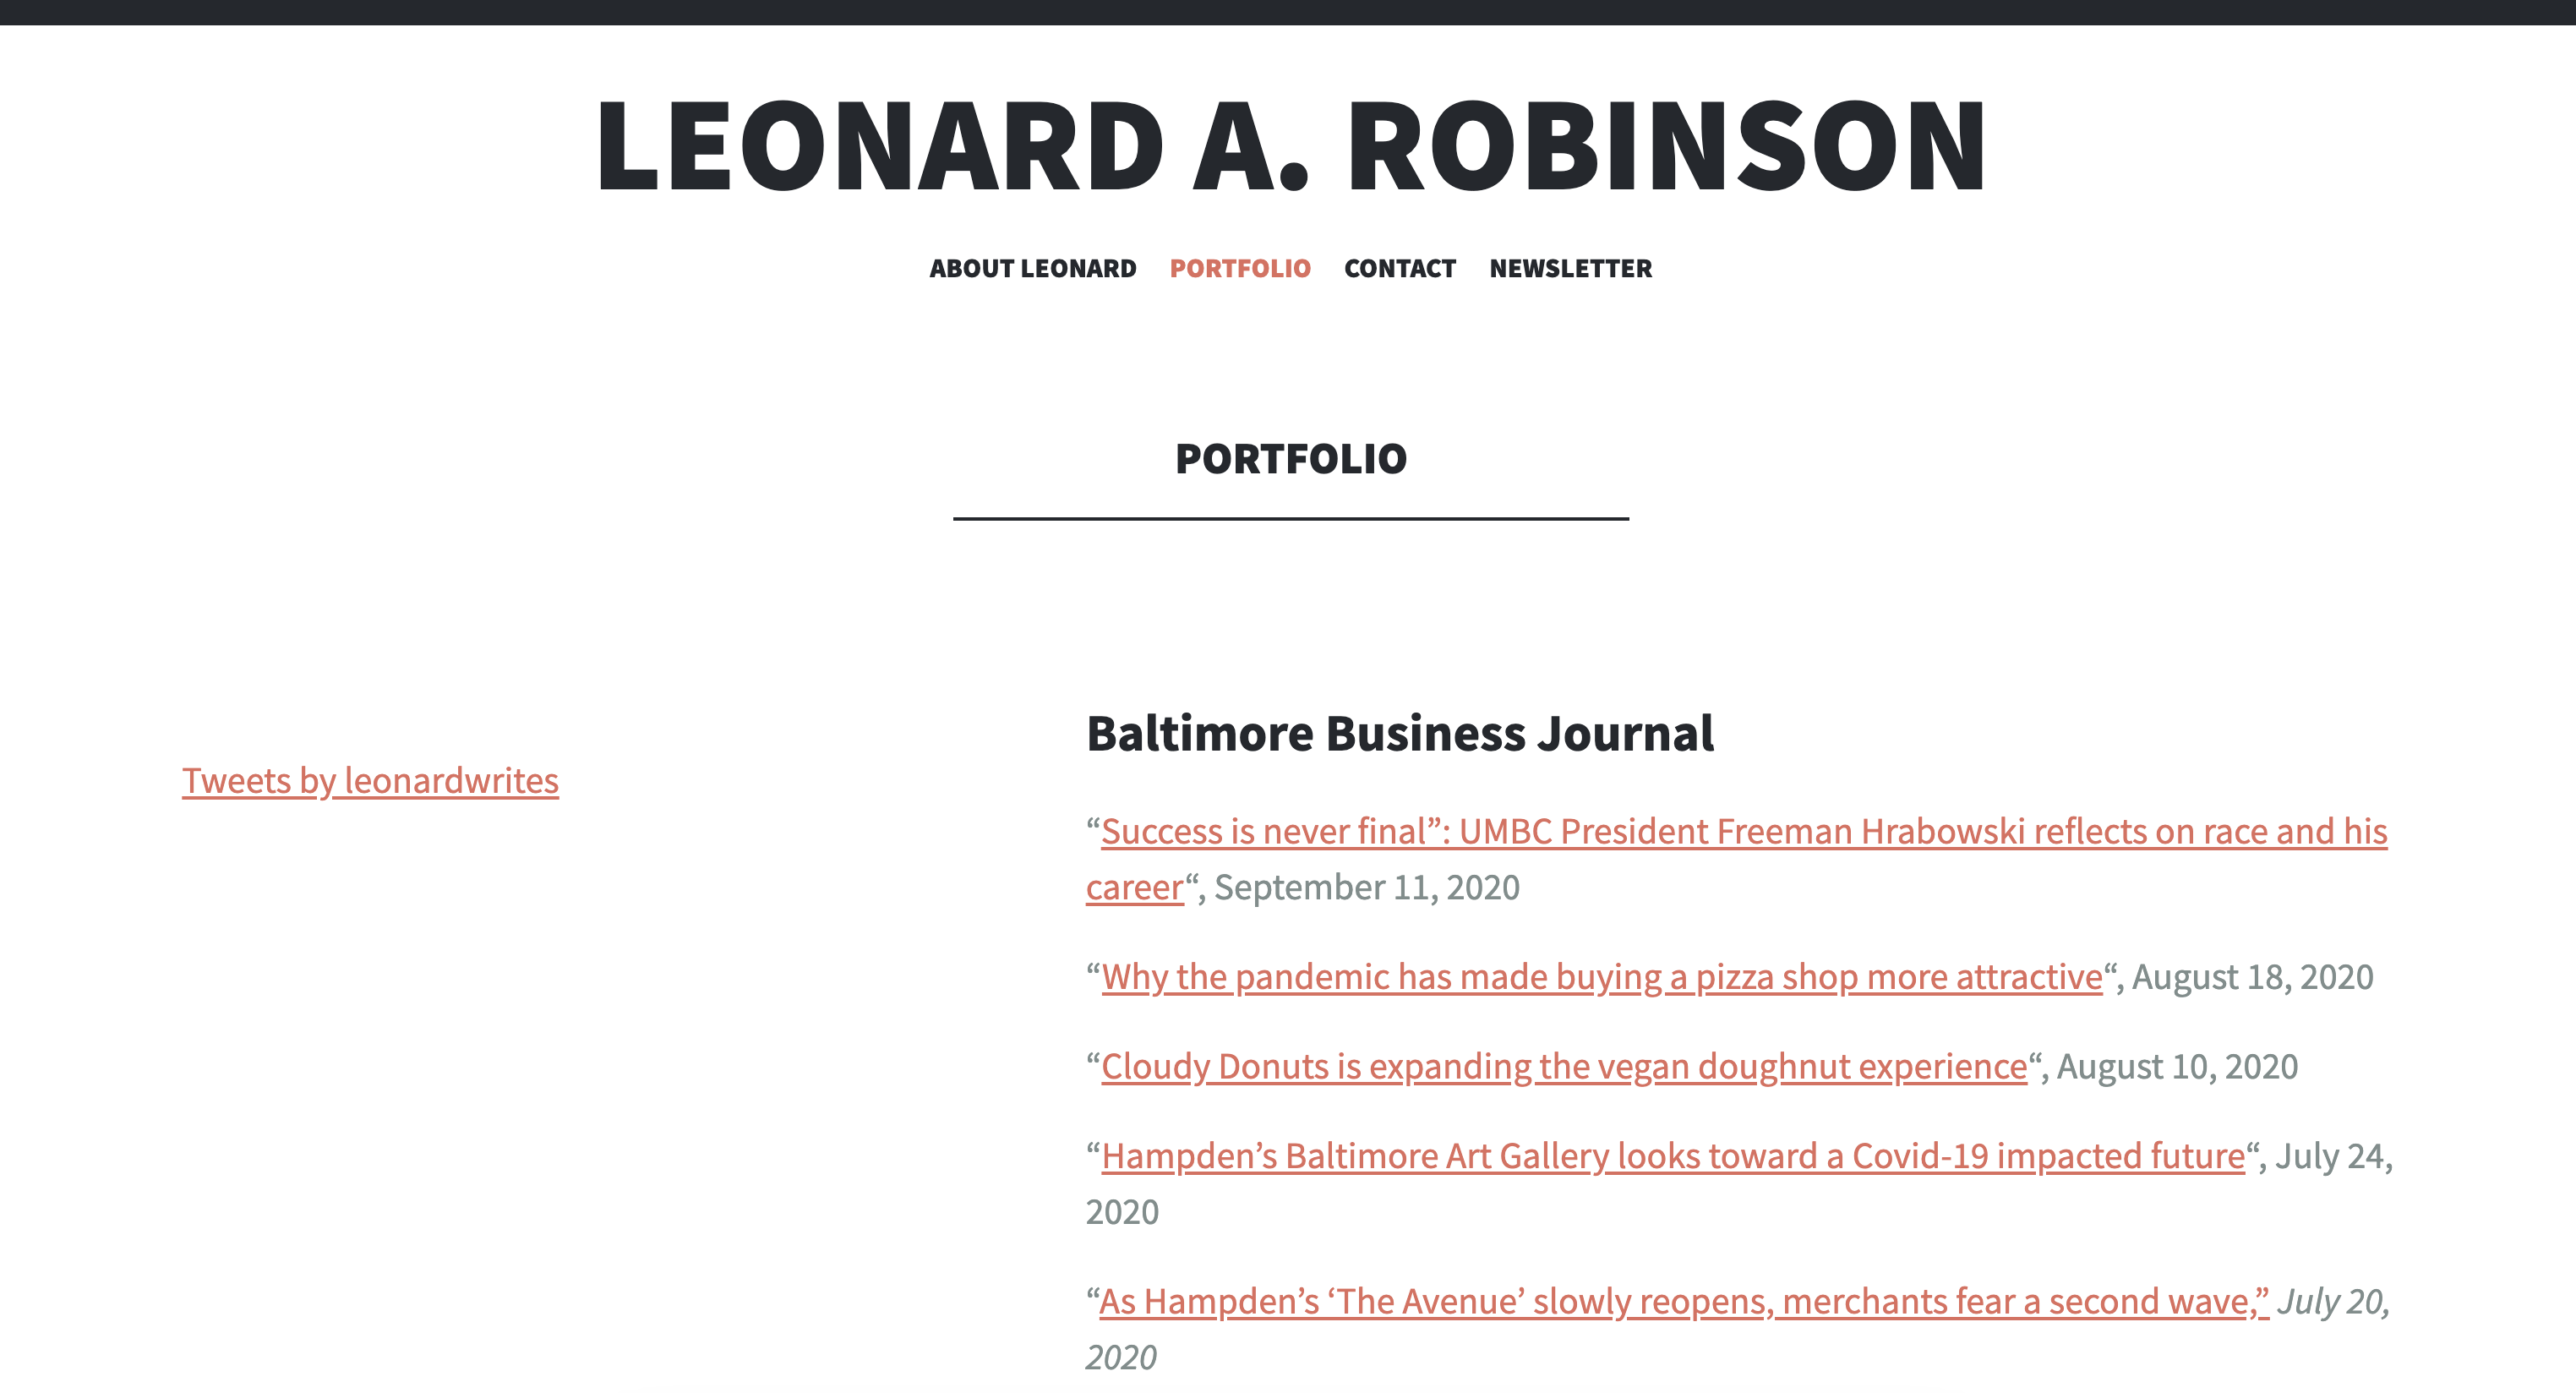 LEONARD A. ROBINSON
ABOUT LEONARD PORTFOLIO CONTACT NEWSLETTER
PORTFOLIO
Tweets by leonardwrites
Baltimore Business Journal
“Success is never final”: UMBC President Freeman Hrabowski reflects on race and his
career“, September 11, 2020
“Why the pandemic has made buying a pizza shop more attractive“, August 18, 2020
“Cloudy Donuts is expanding the vegan doughnut experience“, August 10, 2020
“Hampden’s Baltimore Art Gallery looks toward a Covid-19 impacted future“, July 24,
2020
“As Hampden’s ‘The Avenue’ slowly reopens, merchants fear a second wave,” July 20,
2020